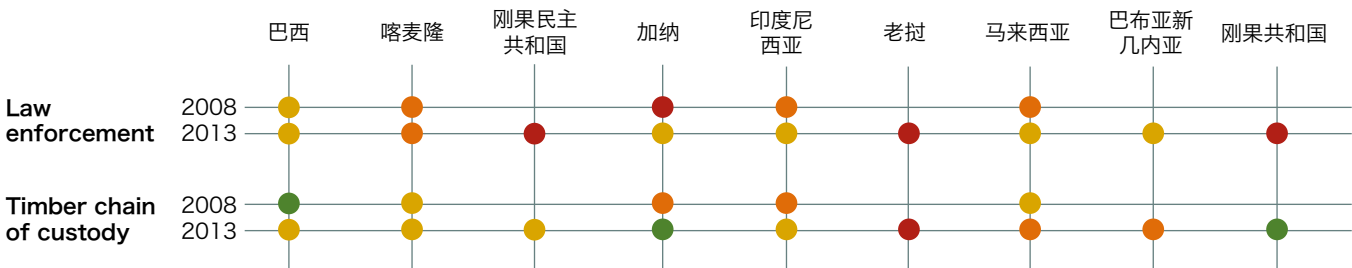 巴西
喀麦隆
刚果民主
共和国
加纳
印度尼
西亚
老挝
马来西亚
巴布亚新
几内亚
刚果共和国
Law
enforcement
2008
2013
Timber chain
of custody
2008
2013